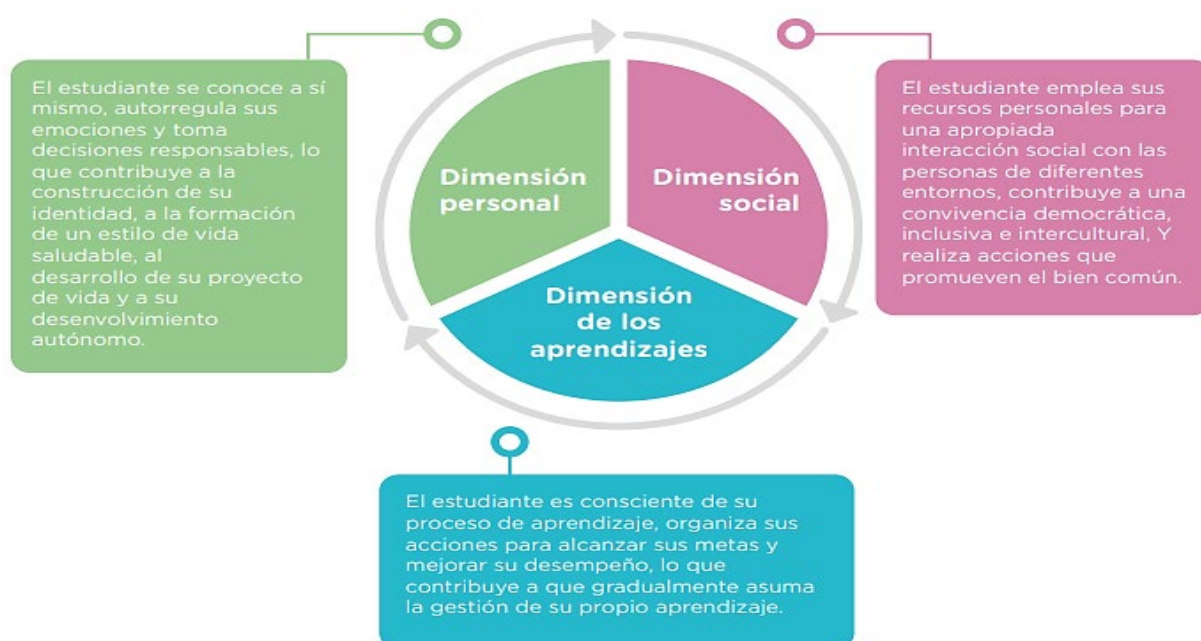 El estudiante se conoce a sí
mismo, autorregula sus
emociones y toma
decisiones responsables, lo
que contribuye a la
construcción de su
identidad, a la formación
de un estilo de vida
saludable, al
desarrollo de su proyecto
de vida y a su
desenvolvimiento
autónomo.
Dimensión
personal
Dimensión
social
El estudiante emplea sus
recursos personales para
una apropiada
interacción social con las
personas de diferentes
entornos, contribuye a una
convivencia democrática,
inclusiva e intercultural, Y
realiza acciones que
promueven el bien común.
Dimensión
de los
aprendizajes
El estudiante es consciente de su
proceso de aprendizaje, organiza sus
acciones para alcanzar sus metas y
mejorar su desempeño, lo que
contribuye a que gradualmente asuma
la gestión de su propio aprendizaje.